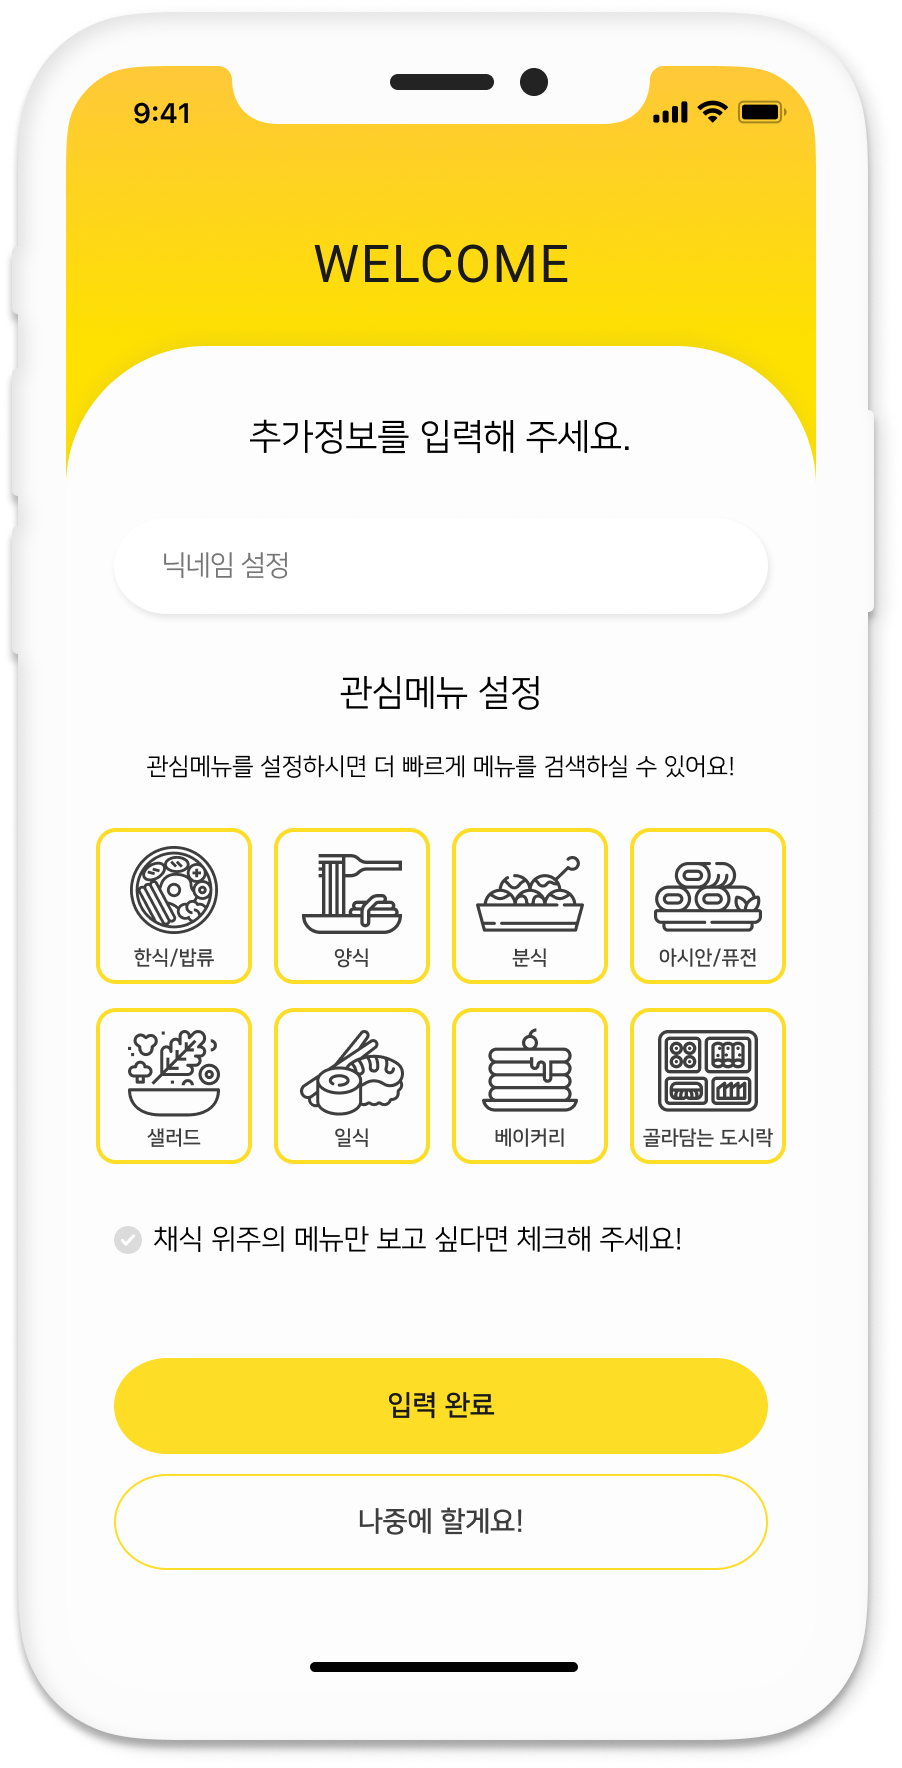 9:41
WELCOME
추가정보를 입력해 주세요.
닉네임 설정
관심메뉴 설정
관심메뉴를 설정하시면 더 빠르게 메뉴를 검색하실 수 있어요!
한식/밥류
양식
분식
아시안/퓨전
샐러드
일식
베이커리
골라담는 도시락
채식 위주의 메뉴만 보고 싶다면 체크해 주세요!
입력 완료
나중에 할게요!